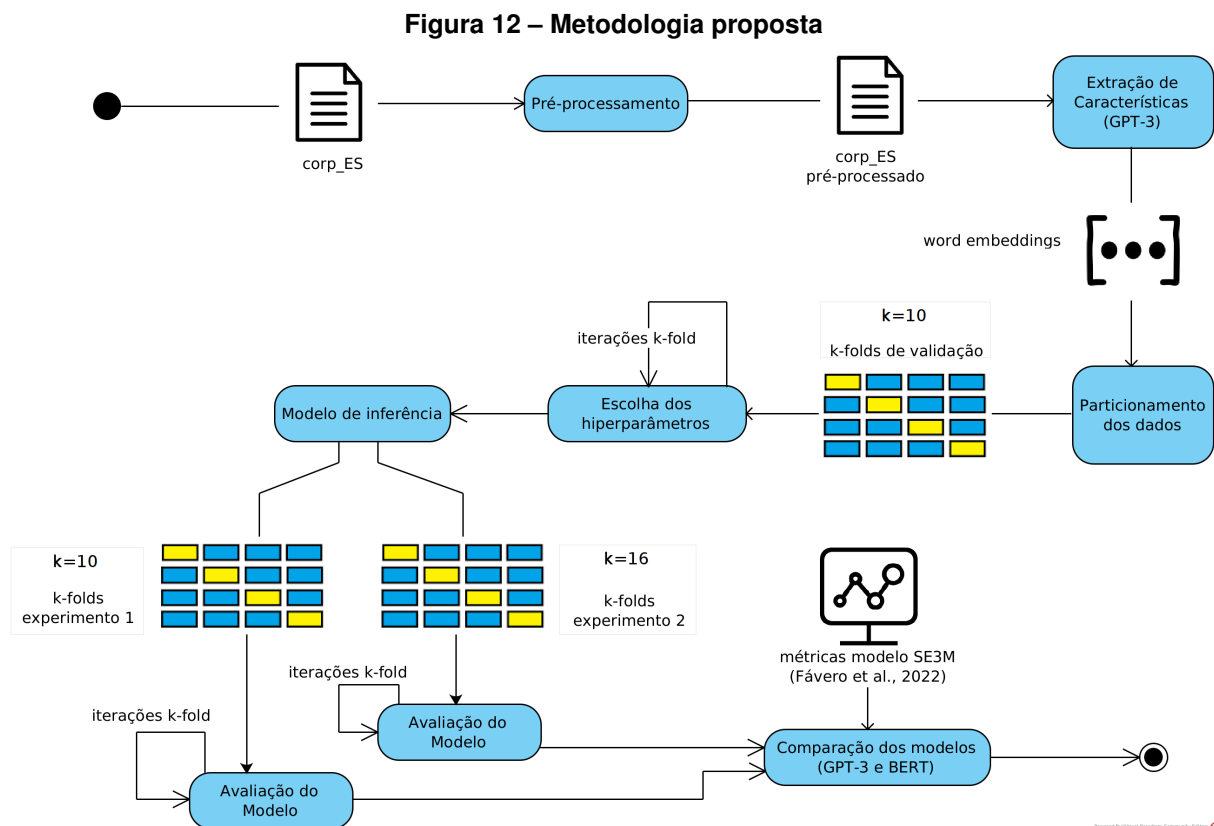 Figura 12 – Metodologia proposta
corp_ES
Pré-processamento
corp_ES
pré-processado
Extração de
Características
(GPT-3)
word embeddings
Particionamento
dos dados
k=10
k-folds de validação
iterações k-fold
Escolha dos
hiperparâmetros
Modelo de inferência
k=10
k-folds
experimento 1
k=16
k-folds
experimento 2
métricas modelo SE3M
(Fávero et al., 2022)
iterações k-fold
Avaliação do
Modelo
iterações k-fold
Avaliação do
Modelo
Comparação dos modelos
(GPT-3 e BERT)